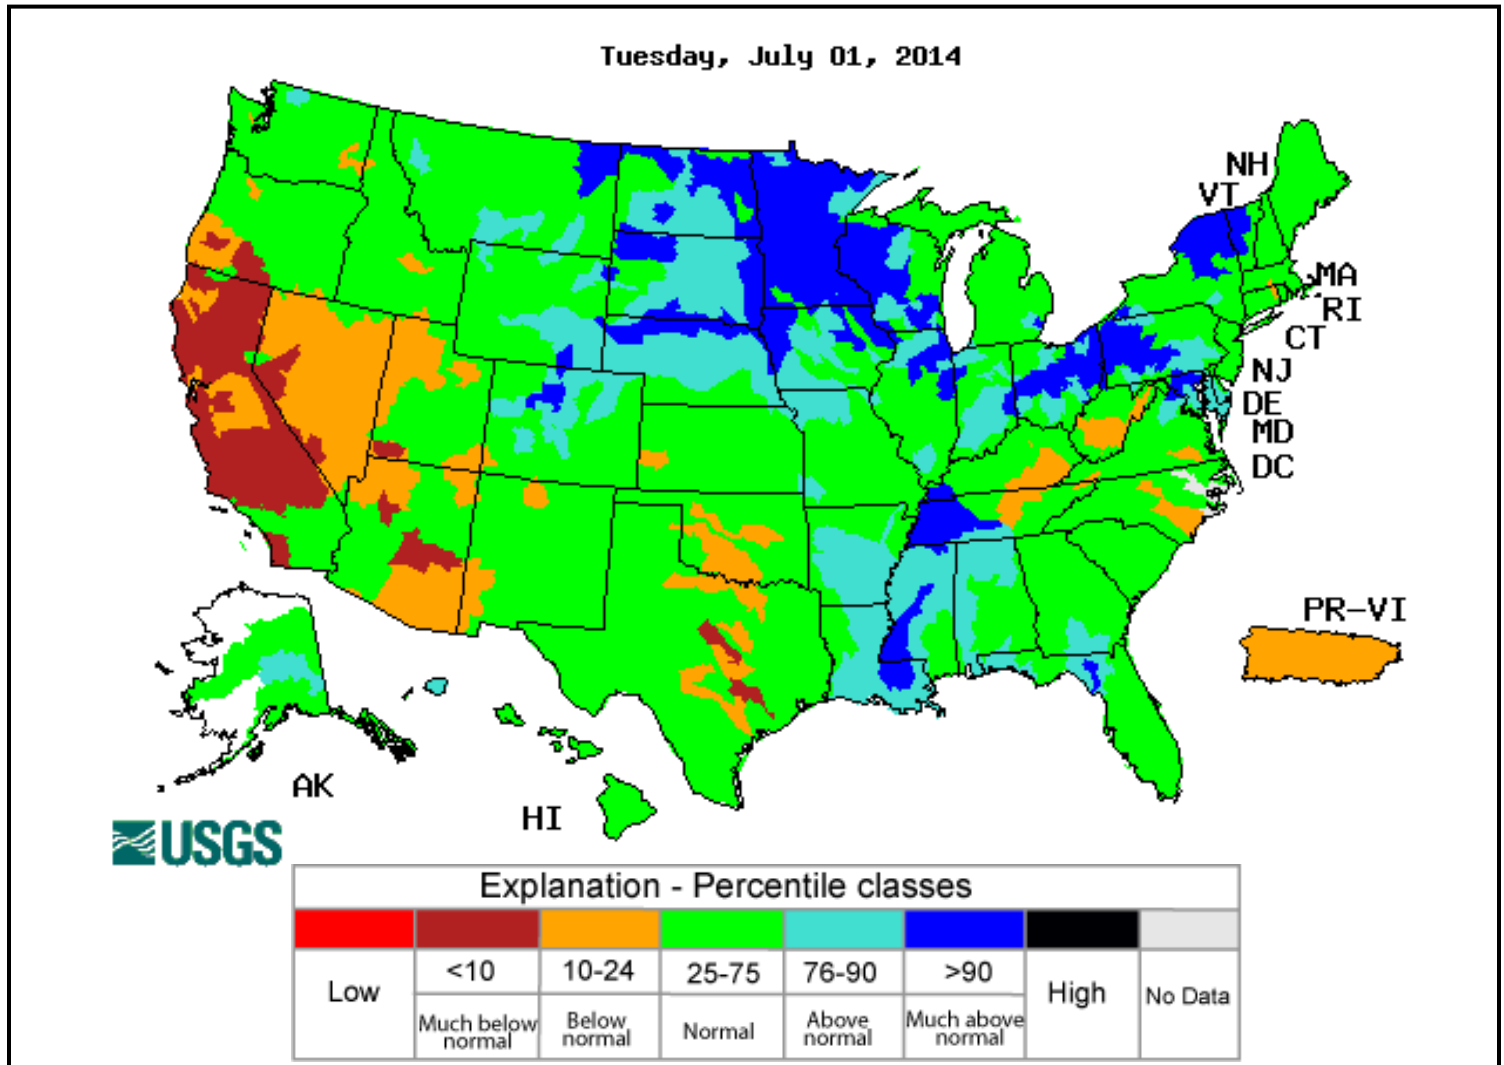 Tuesday, July 01, 2014
NH
VT
MA
RI
CT
NJ
DE
MD
DC
PR-VI
AK
HI
USGS
Explanation - Percentile classes
Low
<10
10-24
25-75
76-90
>90
High
No Data
Much below
normal
Below
normal
Normal
Above
normal
Much above
normal